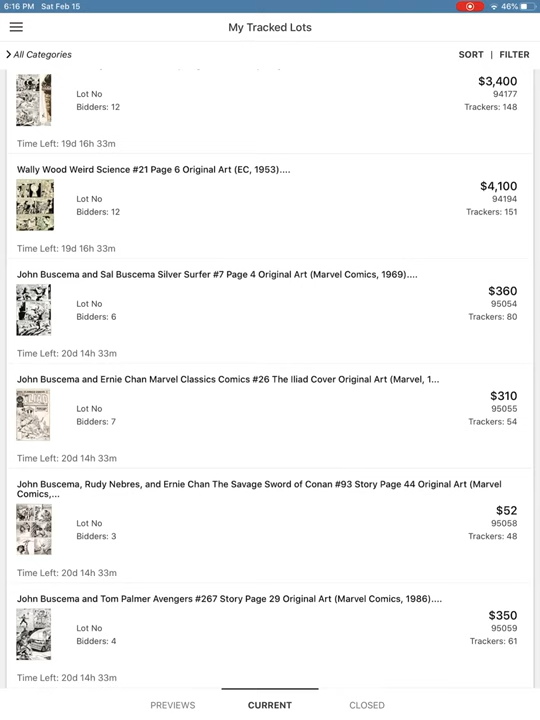 6:16 PM Sat Feb 15
46%
My Tracked Lots
All Categories
SORT | FILTER
$3,400
Lot No 94177
Bidders: 12 Trackers: 148
Time Left: 19d 16h 33m
Wally Wood Weird Science #21 Page 6 Original Art (EC, 1953)....
$4,100
Lot No 94194
Bidders: 12 Trackers: 151
Time Left: 19d 16h 33m
John Buscema and Sal Buscema Silver Surfer #7 Page 4 Original Art (Marvel Comics, 1969)....
$360
Lot No 95054
Bidders: 6 Trackers: 80
Time Left: 20d 14h 33m
John Buscema and Ernie Chan Marvel Classics Comics #26 The Iliad Cover Original Art (Marvel, 1...
$310
Lot No 95055
Bidders: 7 Trackers: 54
Time Left: 20d 14h 33m
John Buscema, Rudy Nebres, and Ernie Chan The Savage Sword of Conan #93 Story Page 44 Original Art (Marvel
Comics,...
$52
Lot No 95058
Bidders: 3 Trackers: 48
Time Left: 20d 14h 33m
John Buscema and Tom Palmer Avengers #267 Story Page 29 Original Art (Marvel Comics, 1986)....
$350
Lot No 95059
Bidders: 4 Trackers: 61
Time Left: 20d 14h 33m
PREVIEWS CURRENT CLOSED